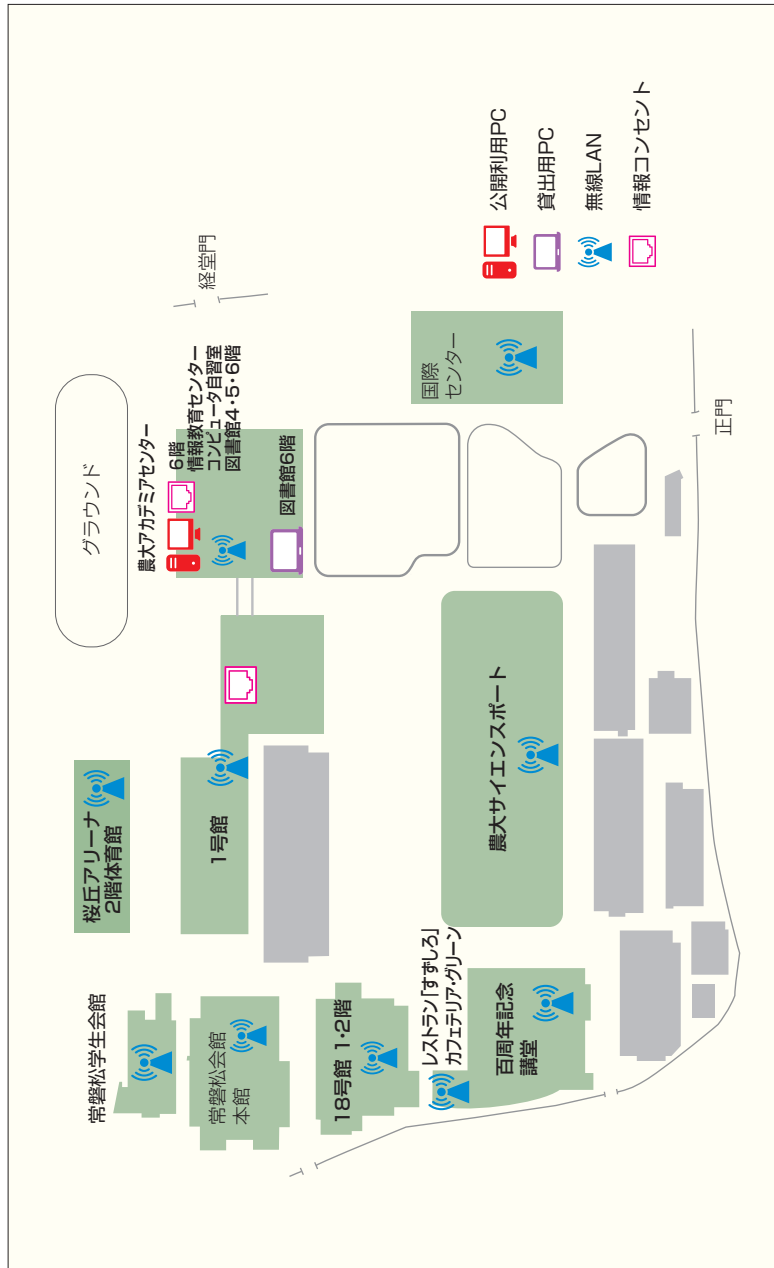 常磐松学生会館
常磐松会館
本館
18号館 1・2階
レストラン「すずしろ」
カフェテリア・グリーン
百周年記念
講堂
桜丘アリーナ
2階体育館
1号館
農大サイエンスポート
グラウンド
農大アカデミアセンター
6階
情報教育センター
コンピュータ自習室
図書館4・5・6階
図書館6階
経堂門
国際
センター
正門
公開利用PC
貸出用PC
無線LAN
情報コンセント